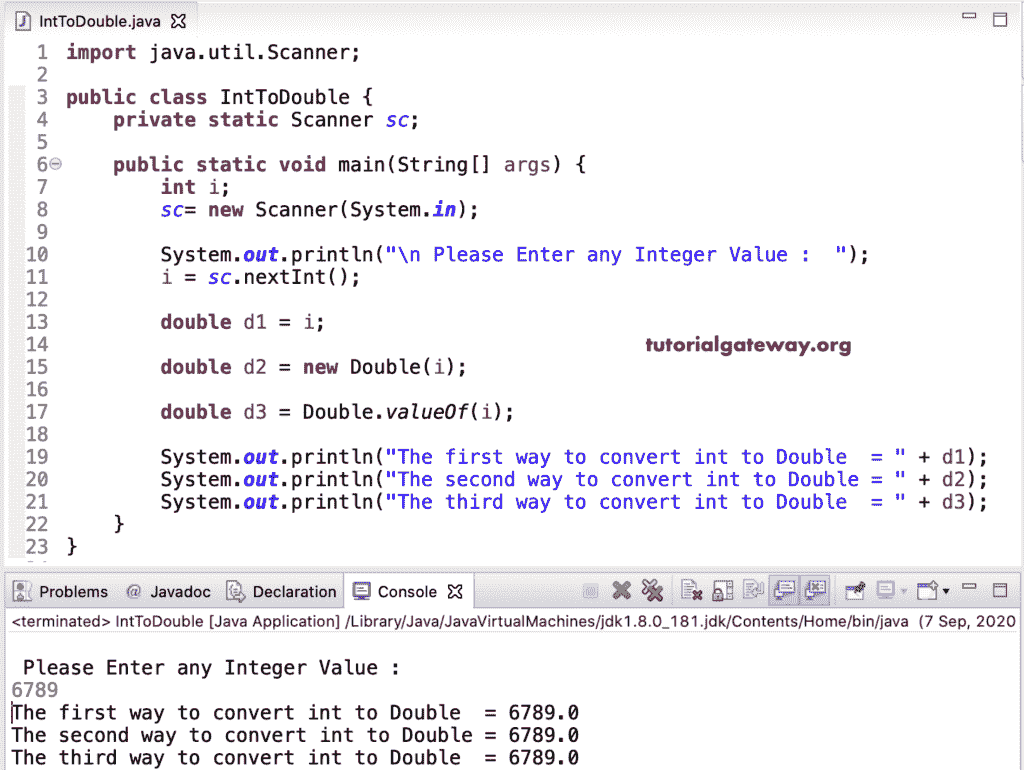 IntToDouble.java
1 import java.util.Scanner;
2
3 public class IntToDouble {
4     private static Scanner sc;
5
6     public static void main(String[] args) {
7         int i;
8         sc= new Scanner(System.in);
9
10         System.out.println("\n Please Enter any Integer Value :  ");
11         i = sc.nextInt();
12
13         double d1 = i;
14
tutorialgateway.org
15         double d2 = new Double(i);
16
17         double d3 = Double.valueOf(i);
18
19         System.out.println("The first way to convert int to Double  = " + d1);
20         System.out.println("The second way to convert int to Double = " + d2);
21         System.out.println("The third way to convert int to Double  = " + d3);
22     }
23 }
Problems @ Javadoc Declaration Console
<terminated> IntToDouble [Java Application] /Library/Java/JavaVirtualMachines/jdk1.8.0_181.jdk/Contents/Home/bin/java (7 Sep, 2020
 Please Enter any Integer Value :
6789
The first way to convert int to Double  = 6789.0
The second way to convert int to Double = 6789.0
The third way to convert int to Double  = 6789.0